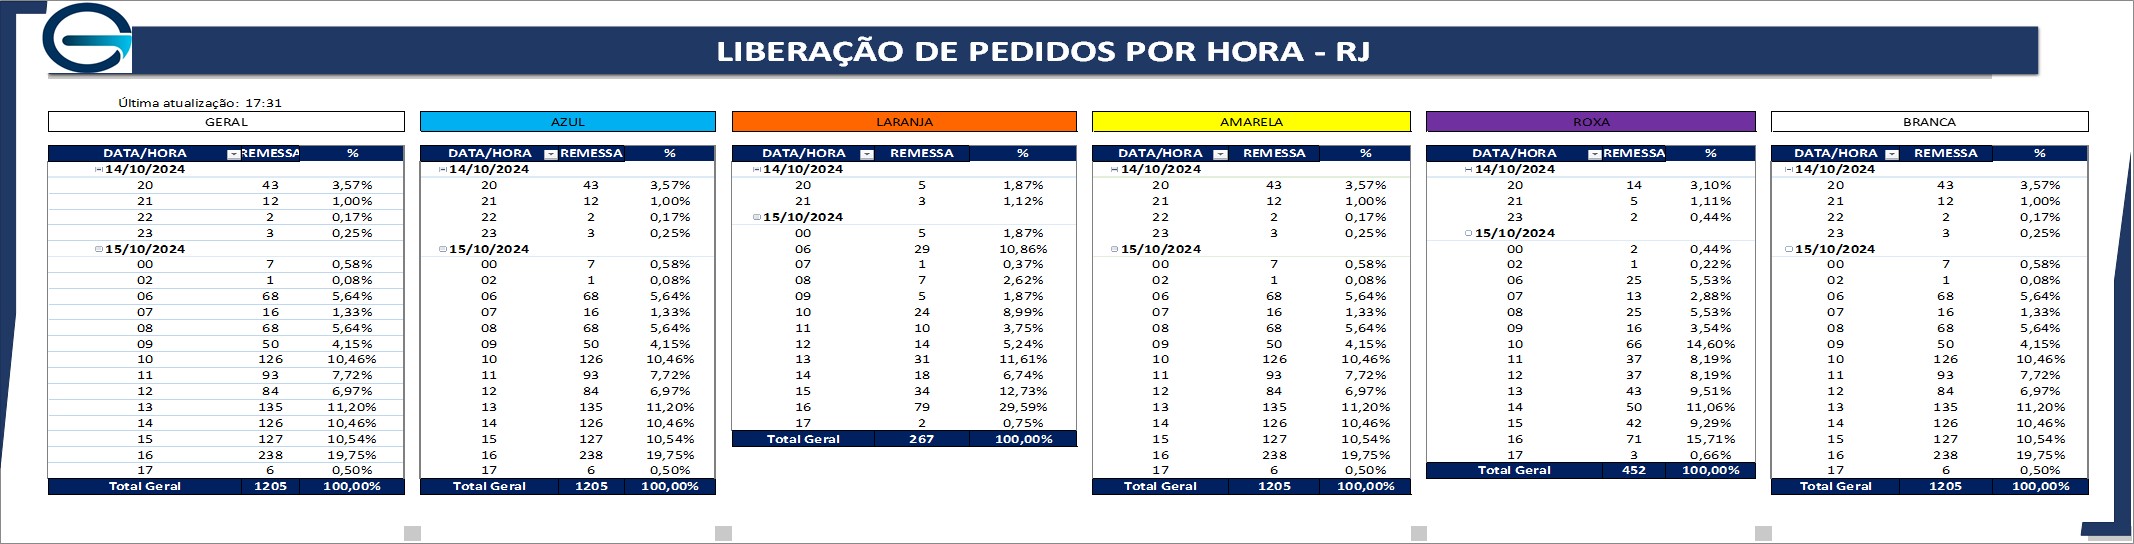 LIBERAÇÃO DE PEDIDOS POR HORA - RJ
Última atualização: 17:31
GERAL
DATA/HORA REMESSA %
14/10/2024
20 43 3,57%
21 12 1,00%
22 2 0,17%
23 3 0,25%
15/10/2024
00 7 0,58%
02 1 0,08%
06 68 5,64%
07 16 1,33%
08 68 5,64%
09 50 4,15%
10 126 10,46%
11 93 7,72%
12 84 6,97%
13 135 11,20%
14 126 10,46%
15 127 10,54%
16 238 19,75%
17 6 0,50%
Total Geral 1205 100,00%
AZUL
DATA/HORA REMESSA %
14/10/2024
20 43 3,57%
21 12 1,00%
22 2 0,17%
23 3 0,25%
15/10/2024
00 7 0,58%
02 1 0,08%
06 68 5,64%
07 16 1,33%
08 68 5,64%
09 50 4,15%
10 126 10,46%
11 93 7,72%
12 84 6,97%
13 135 11,20%
14 126 10,46%
15 127 10,54%
16 238 19,75%
17 6 0,50%
Total Geral 1205 100,00%
LARANJA
DATA/HORA REMESSA %
14/10/2024
20 5 1,87%
21 3 1,12%
15/10/2024
00 5 1,87%
06 29 10,86%
07 1 0,37%
08 7 2,62%
09 5 1,87%
10 24 8,99%
11 10 3,75%
12 14 5,24%
13 31 11,61%
14 18 6,74%
15 34 12,73%
16 79 29,59%
17 2 0,75%
Total Geral 267 100,00%
AMARELA
DATA/HORA REMESSA %
14/10/2024
20 43 3,57%
21 12 1,00%
22 2 0,17%
23 3 0,25%
15/10/2024
00 7 0,58%
02 1 0,08%
06 68 5,64%
07 16 1,33%
08 68 5,64%
09 50 4,15%
10 126 10,46%
11 93 7,72%
12 84 6,97%
13 135 11,20%
14 126 10,46%
15 127 10,54%
16 238 19,75%
17 6 0,50%
Total Geral 1205 100,00%
ROXA
DATA/HORA REMESSA %
14/10/2024
20 14 3,10%
21 5 1,11%
23 2 0,44%
15/10/2024
00 2 0,44%
02 1 0,22%
06 25 5,53%
07 13 2,88%
08 25 5,53%
09 16 3,54%
10 66 14,60%
11 37 8,19%
12 37 8,19%
13 43 9,51%
14 50 11,06%
15 42 9,29%
16 71 15,71%
17 3 0,66%
Total Geral 452 100,00%
BRANCA
DATA/HORA REMESSA %
14/10/2024
20 43 3,57%
21 12 1,00%
22 2 0,17%
23 3 0,25%
15/10/2024
00 7 0,58%
02 1 0,08%
06 68 5,64%
07 16 1,33%
08 68 5,64%
09 50 4,15%
10 126 10,46%
11 93 7,72%
12 84 6,97%
13 135 11,20%
14 126 10,46%
15 127 10,54%
16 238 19,75%
17 6 0,50%
Total Geral 1205 100,00%